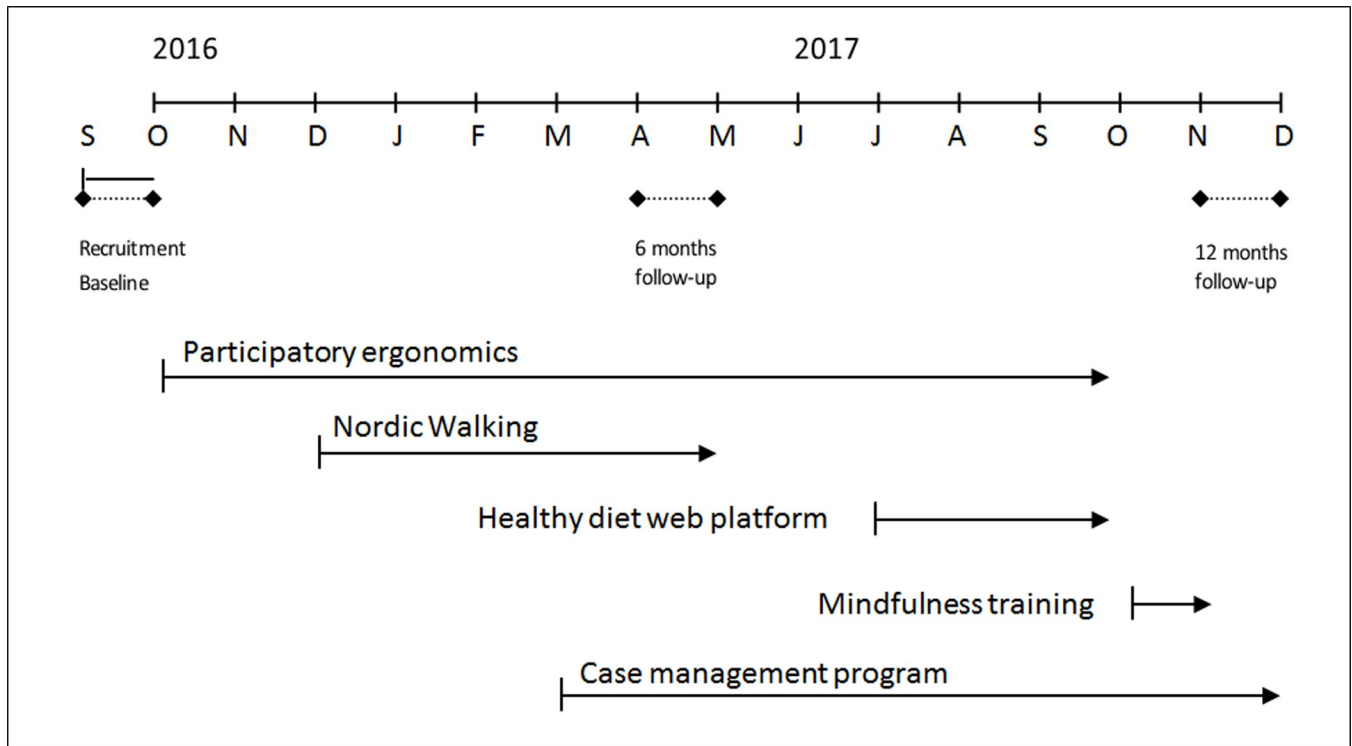 2016 2017
S O N D J F M A M J J A S O N D
Recruitment
Baseline
6 months
follow-up
12 months
follow-up
Participatory ergonomics
Nordic Walking
Healthy diet web platform
Mindfulness training
Case management program